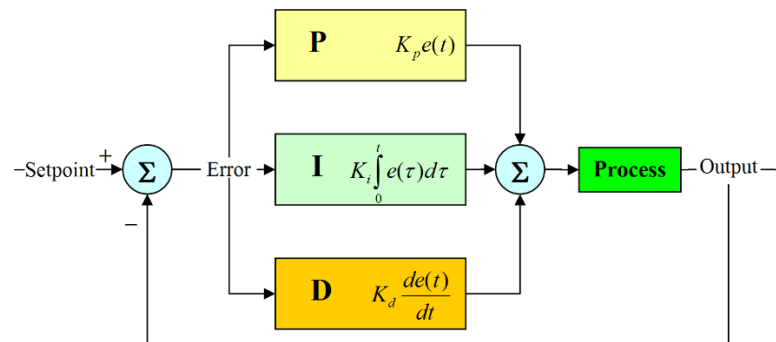 P K_p e(t)
Setpoint + Σ Error I K_i ∫_0^t e(τ)dτ Σ Process Output
−
D K_d de(t)/dt